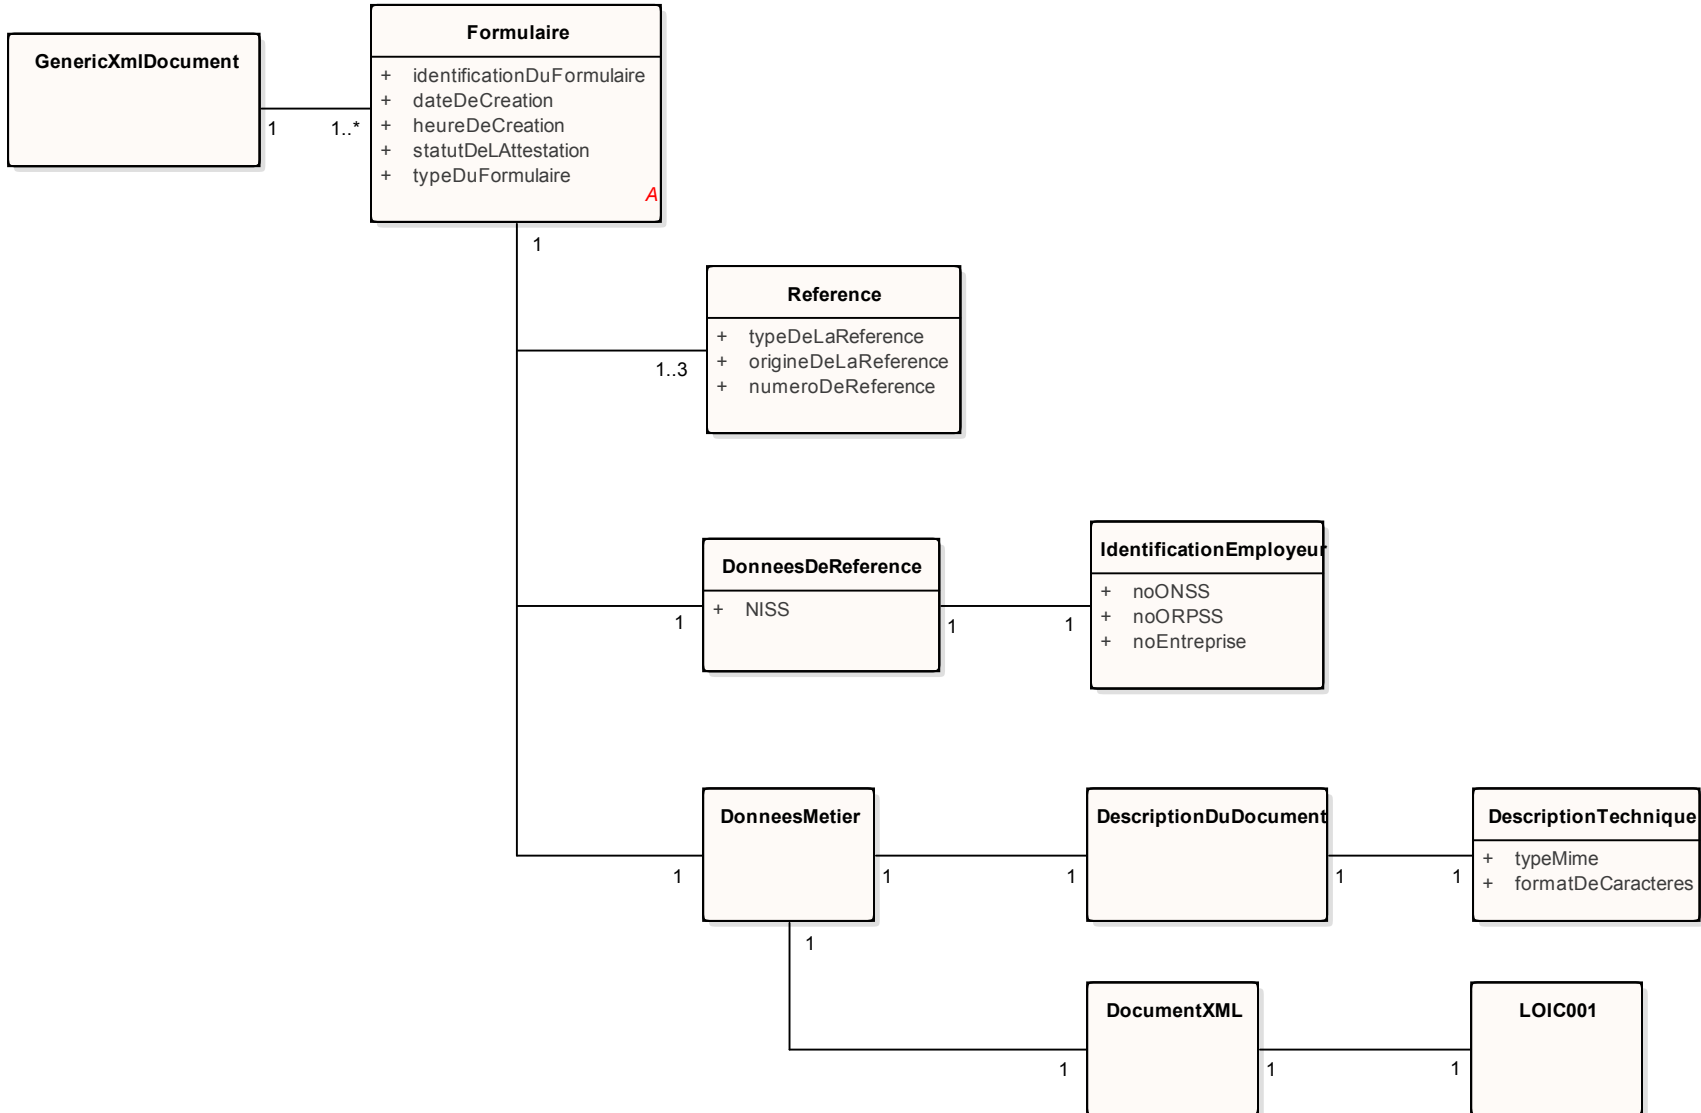 GenericXmlDocument
1
1..*
Formulaire
+ identificationDuFormulaire
+ dateDeCreation
+ heureDeCreation
+ statutDeLAttestation
+ typeDuFormulaire
A
1
Reference
+ typeDeLaReference
+ origineDeLaReference
+ numeroDeReference
1..3
DonneesDeReference
+ NISS
1
1
1
IdentificationEmployeur
+ noONSS
+ noORPSS
+ noEntreprise
DonneesMetier
1
1
1
DescriptionDuDocument
1
1
DescriptionTechnique
+ typeMime
+ formatDeCaracteres
1
DocumentXML
1
1
1
LOIC001